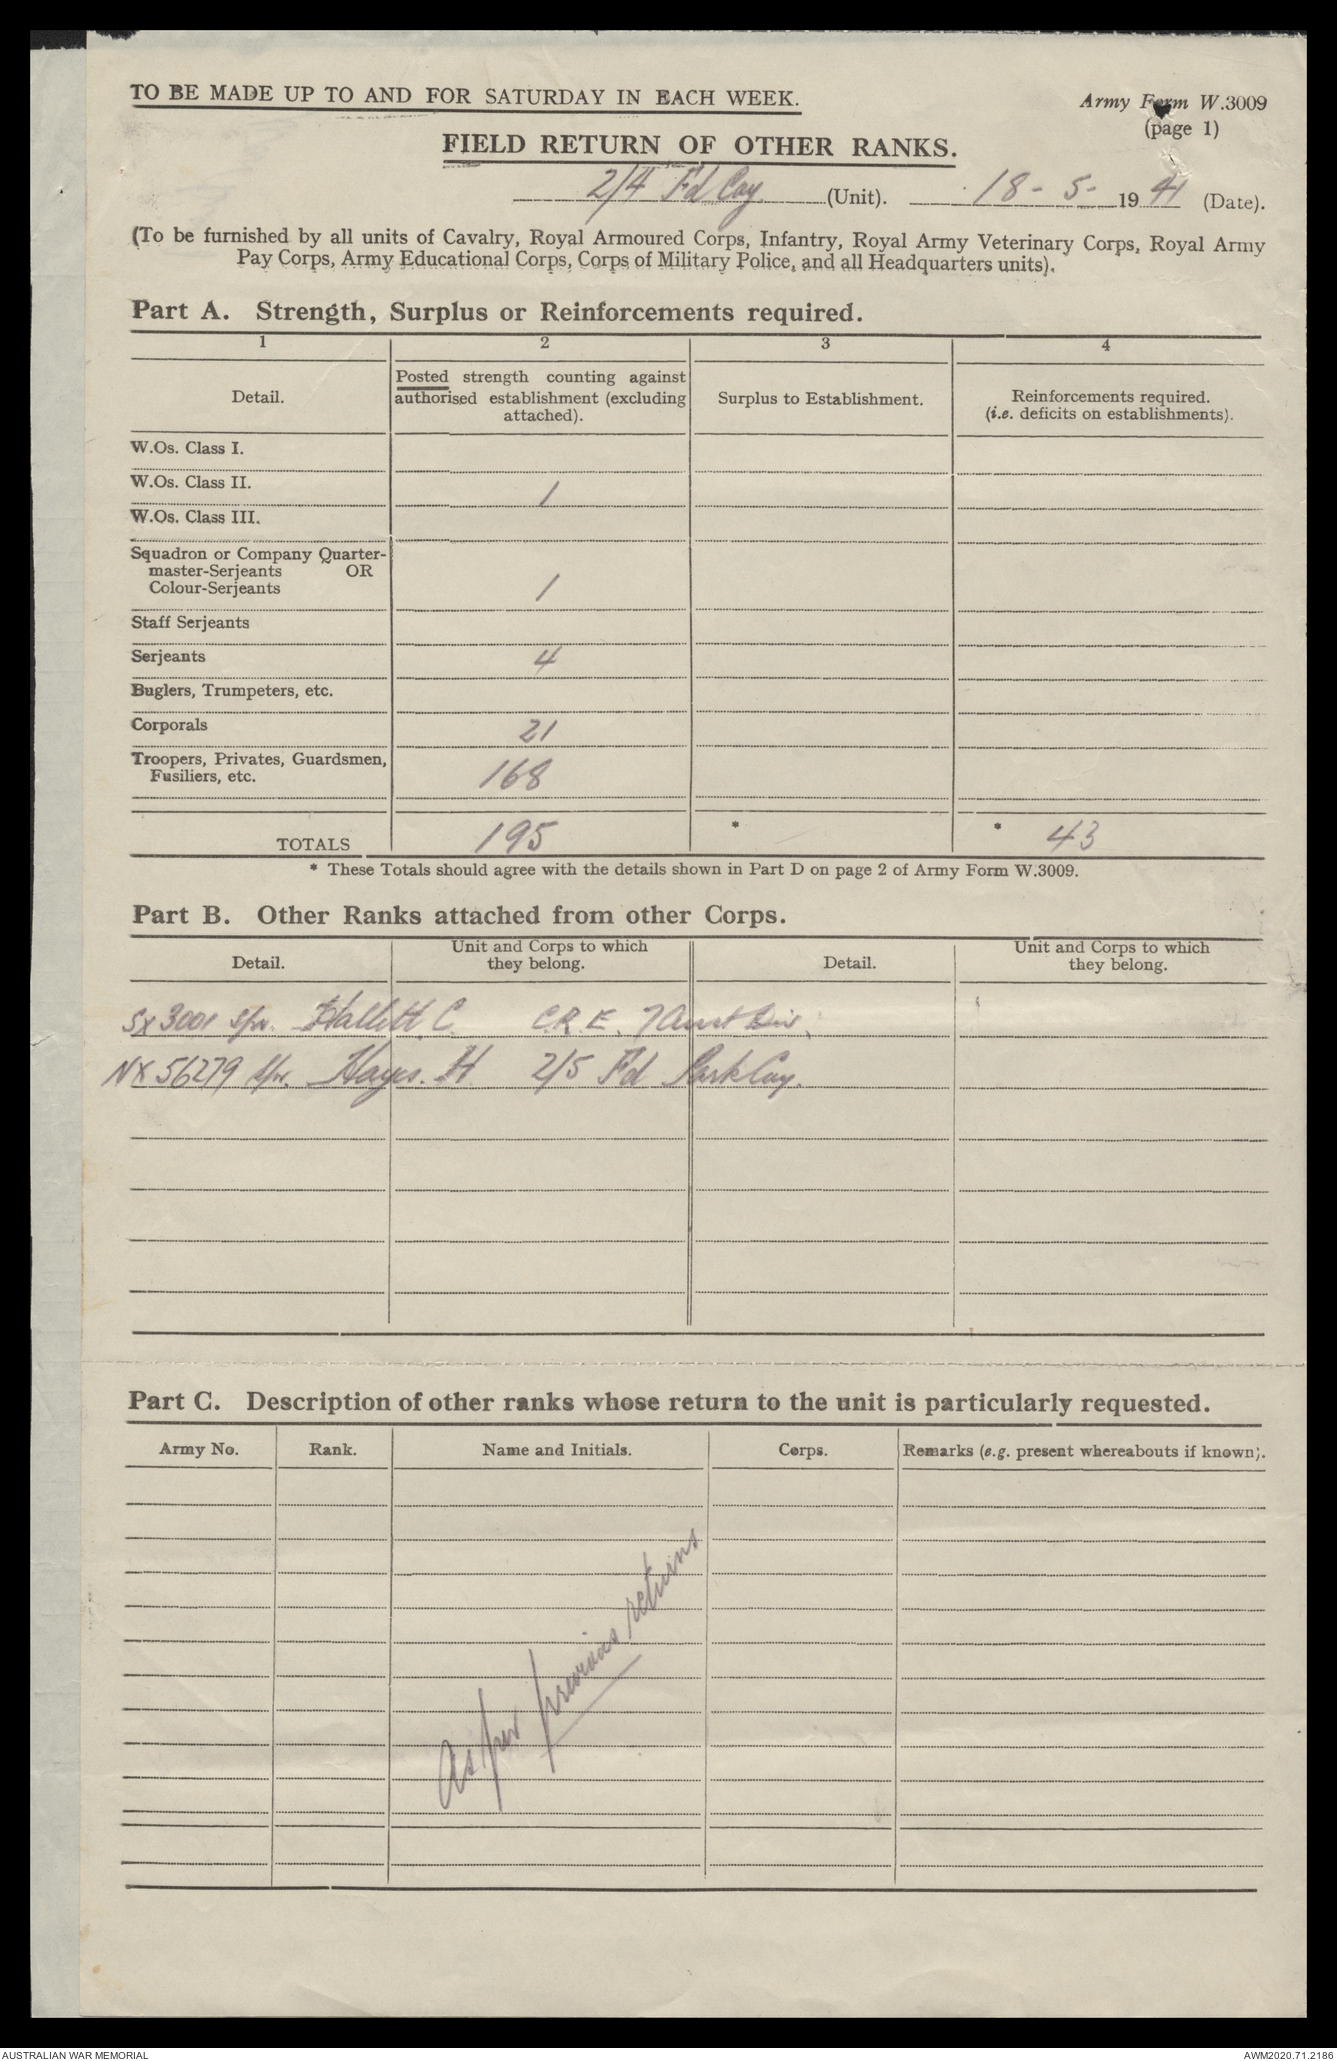 TO BE MADE UP TO AND FOR SATURDAY IN EACH WEEK.
Army Form W.3009
(page 1)
FIELD RETURN OF OTHER RANKS.
2/4 Fd Coy. (Unit). 18 - 5 - 1941 (Date).
(To be furnished by all units of Cavalry, Royal Armoured Corps, Infantry, Royal Army Veterinary Corps, Royal Army
Pay Corps, Army Educational Corps, Corps of Military Police, and all Headquarters units).
Part A. Strength, Surplus or Reinforcements required.
1 2 3 4
Detail.
Posted strength counting against
authorised establishment (excluding
attached).
Surplus to Establishment.
Reinforcements required.
(i.e. deficits on establishments).
W.Os. Class I.
W.Os. Class II. 1
W.Os. Class III.
Squadron or Company Quarter-
master-Serjeants OR
Colour-Serjeants 1
Staff Serjeants
Serjeants 4
Buglers, Trumpeters, etc.
Corporals 21
Troopers, Privates, Guardsmen,
Fusiliers, etc. 168
TOTALS 195 * * 43
* These Totals should agree with the details shown in Part D on page 2 of Army Form W.3009.
Part B. Other Ranks attached from other Corps.
Detail.
Unit and Corps to which
they belong.
Detail.
Unit and Corps to which
they belong.
SX3001 Spr. Hallett C. C.R.E. 7 Aust Div.
NX56279 Spr. Hayes. H. 2/5 Fd Park Coy.
Part C. Description of other ranks whose return to the unit is particularly requested.
Army No. Rank. Name and Initials. Corps. Remarks (e.g. present whereabouts if known).
As per previous returns
AUSTRALIAN WAR MEMORIAL
AWM2020.71.2186